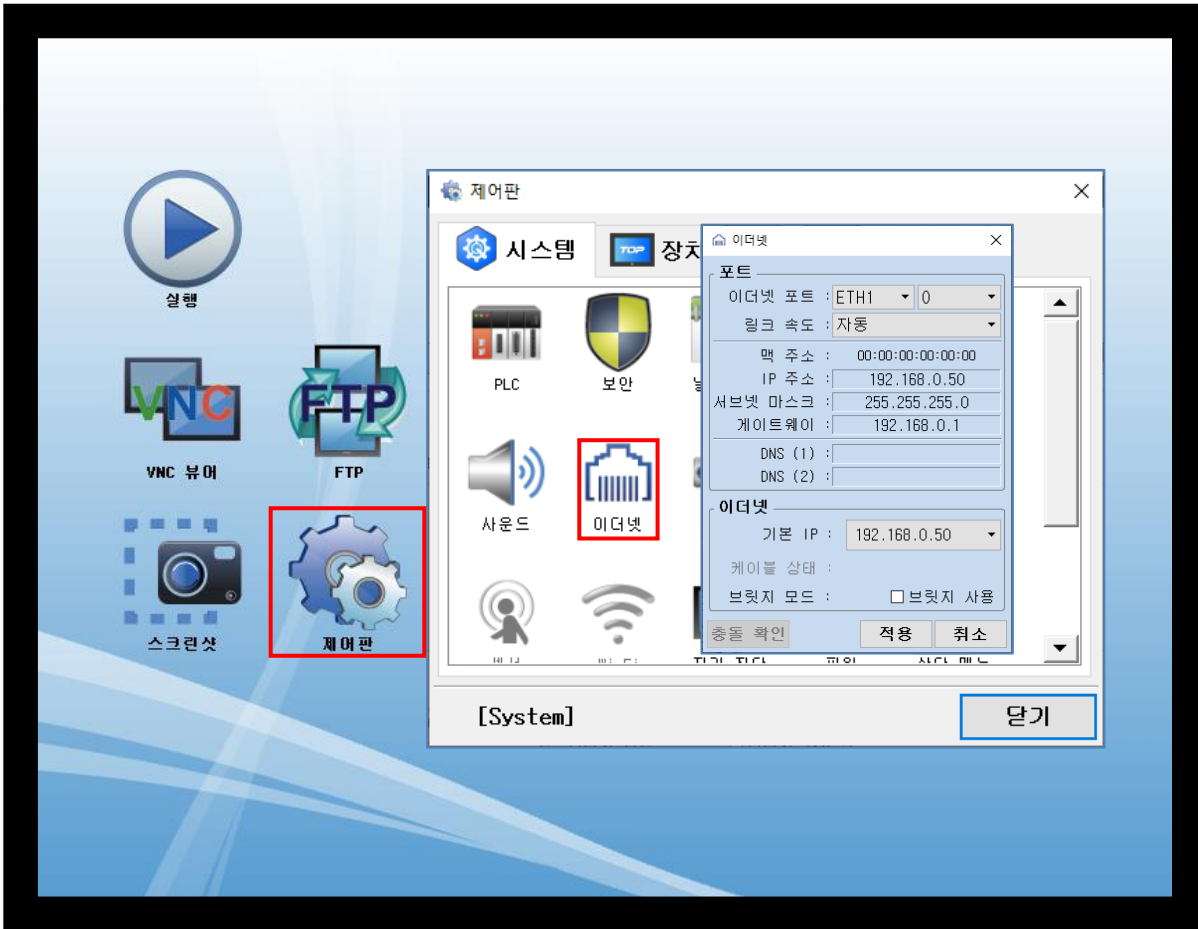 실행
VNC
VNC 뷰어
FTP
FTP
스크린샷
제어판
제어판
시스템
TOP
장치
PLC
보안
사운드
이더넷
[System]
닫기
이더넷
포트
이더넷 포트 : ETH1 0
링크 속도 : 자동
맥 주소 : 00:00:00:00:00:00
IP 주소 : 192.168.0.50
서브넷 마스크 : 255.255.255.0
게이트웨이 : 192.168.0.1
DNS (1) :
DNS (2) :
이더넷
기본 IP : 192.168.0.50
케이블 상태 :
브릿지 모드 : 브릿지 사용
충돌 확인 적용 취소